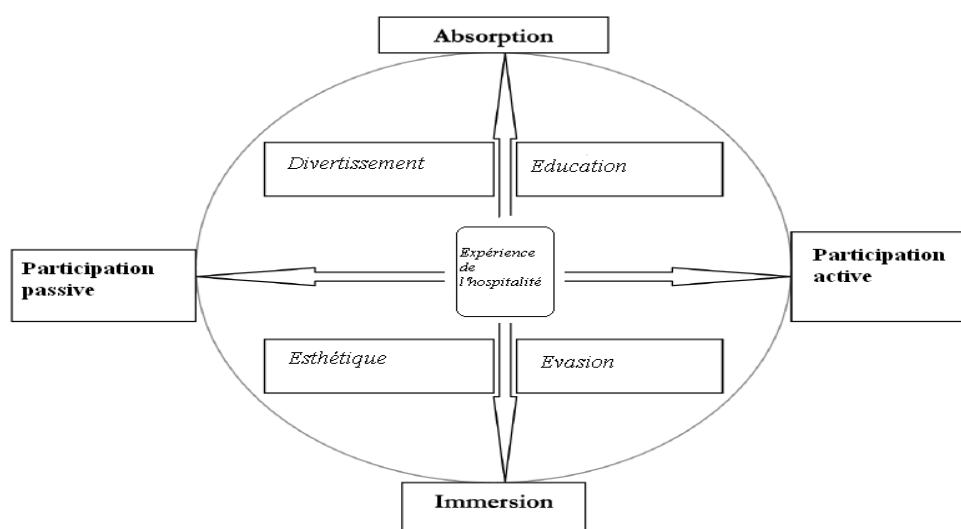 Absorption
Divertissement
Education
Expérience
de
l'hospitalité
Participation
passive
Participation
active
Esthétique
Evasion
Immersion